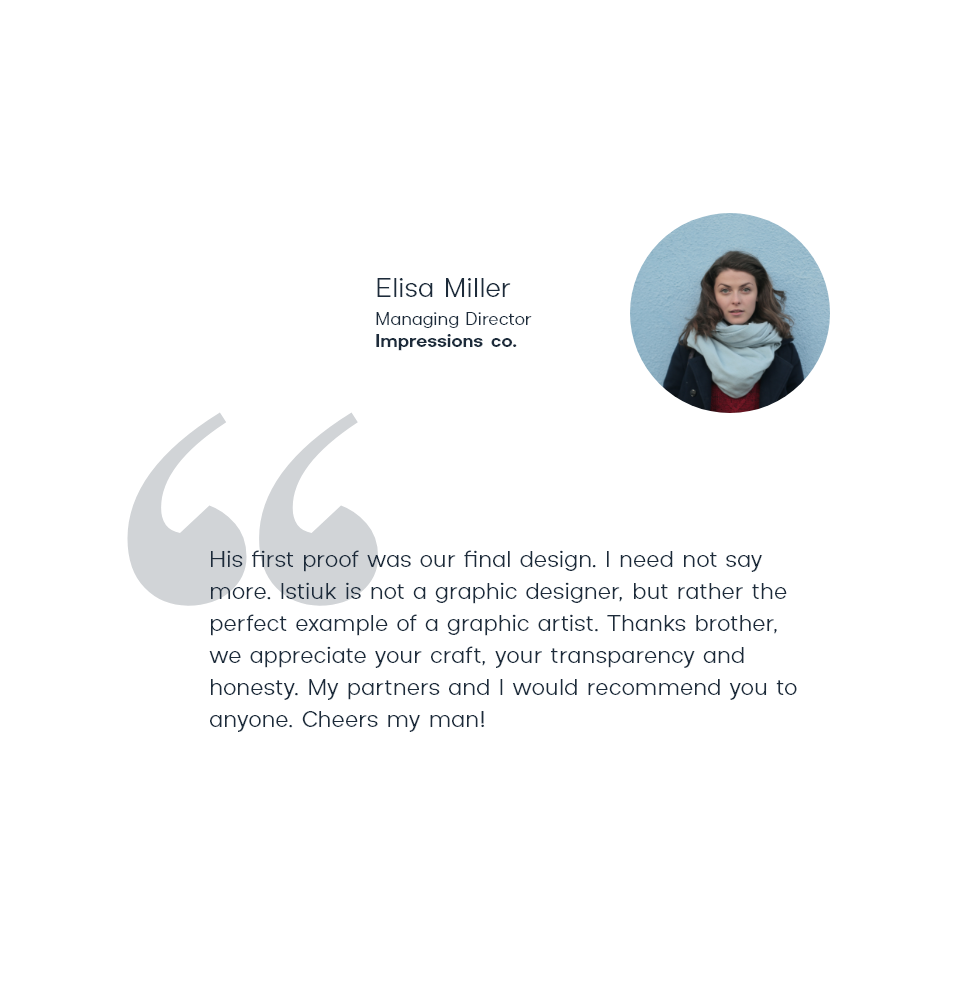 Elisa Miller
Managing Director
Impressions co.
“
His first proof was our final design. I need not say
more. Istiuk is not a graphic designer, but rather the
perfect example of a graphic artist. Thanks brother,
we appreciate your craft, your transparency and
honesty. My partners and I would recommend you to
anyone. Cheers my man!